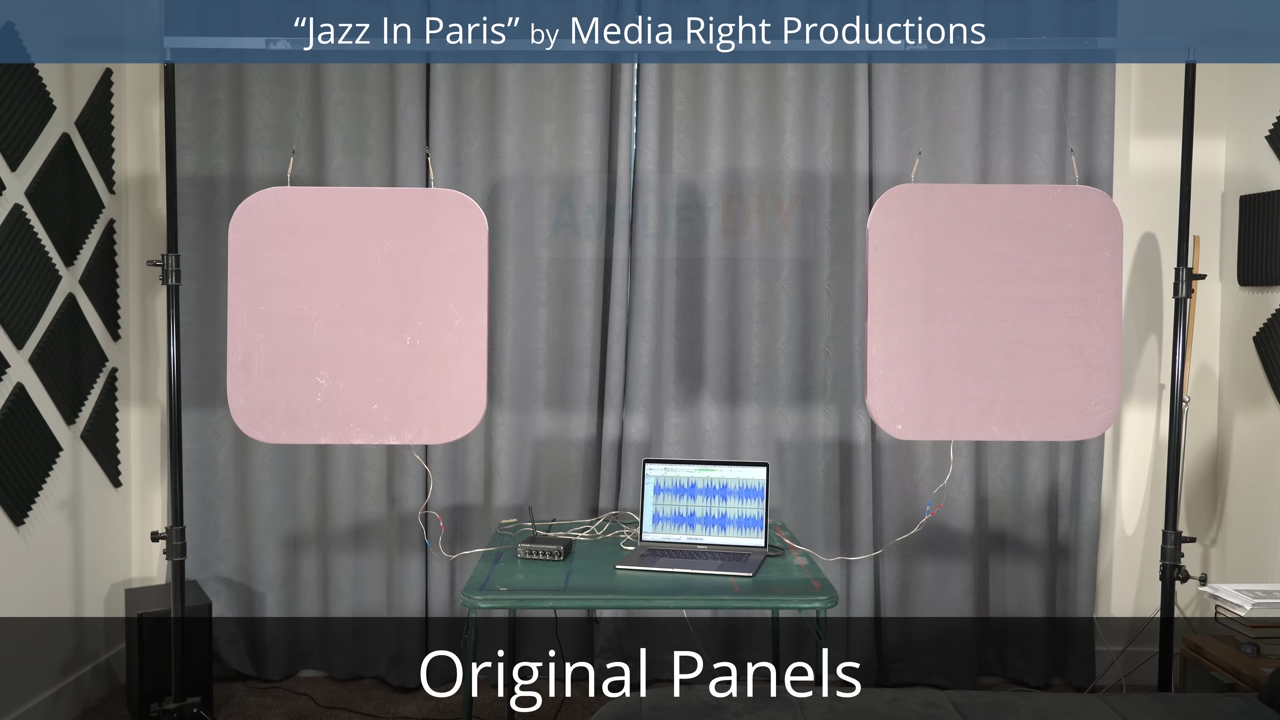 “Jazz In Paris” by Media Right Productions
Original Panels